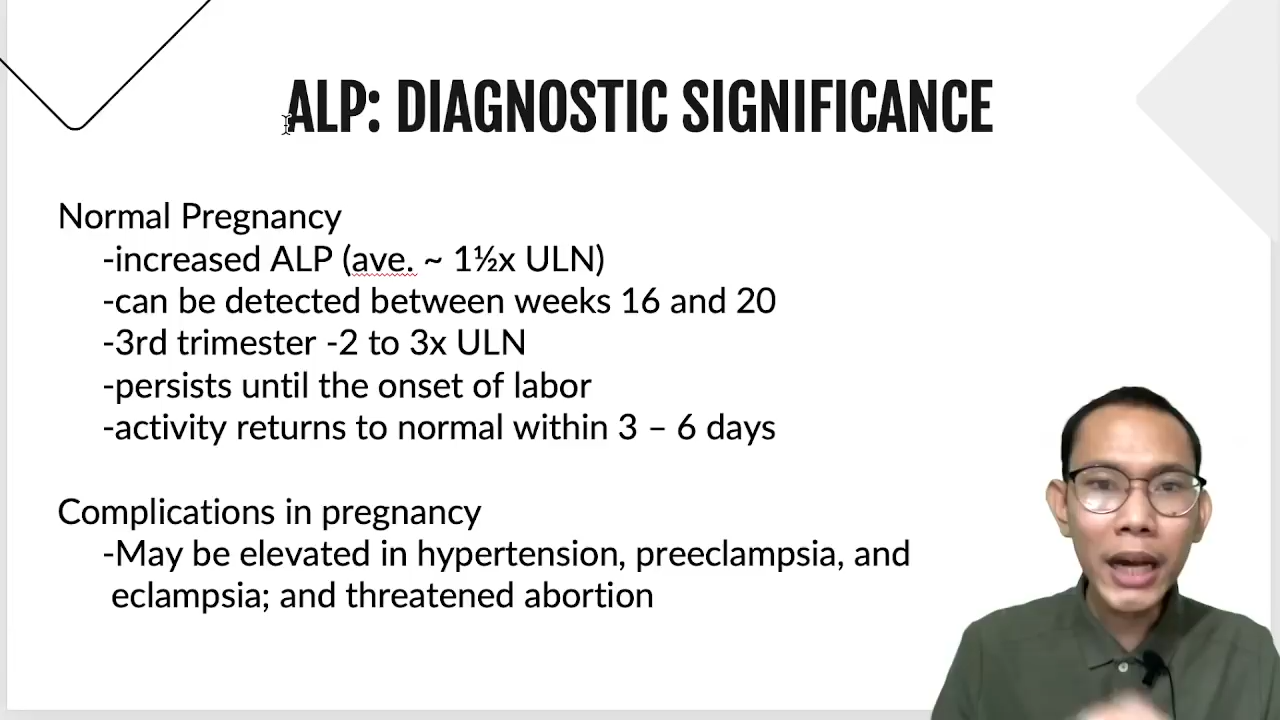 ALP: DIAGNOSTIC SIGNIFICANCE
Normal Pregnancy
-increased ALP (ave. ~ 1½x ULN)
-can be detected between weeks 16 and 20
-3rd trimester -2 to 3x ULN
-persists until the onset of labor
-activity returns to normal within 3 – 6 days
Complications in pregnancy
-May be elevated in hypertension, preeclampsia, and
eclampsia; and threatened abortion